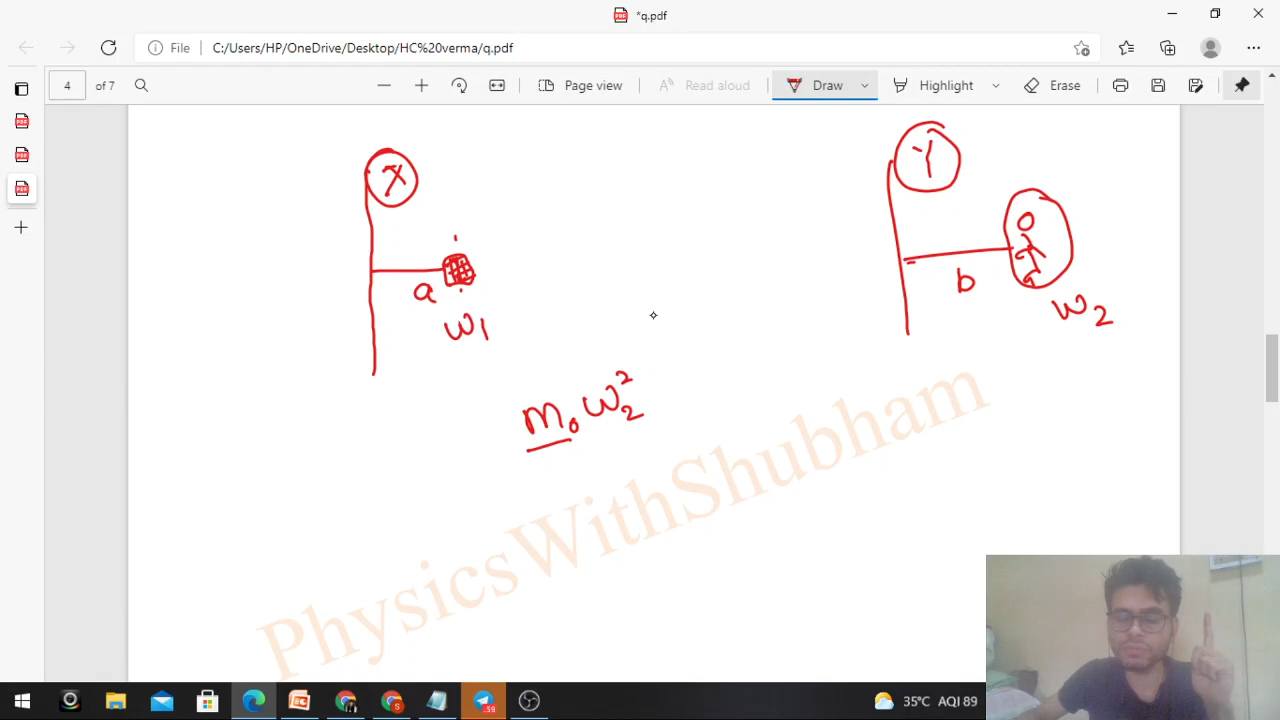 *q.pdf
File C:/Users/HP/OneDrive/Desktop/HC%20verma/q.pdf
4 of 7 Page view Read aloud Draw Highlight Erase
X
Y
a
ω1
b
ω2
m₀ω₂²
PhysicsWithShubham
59
35°C AQI 89